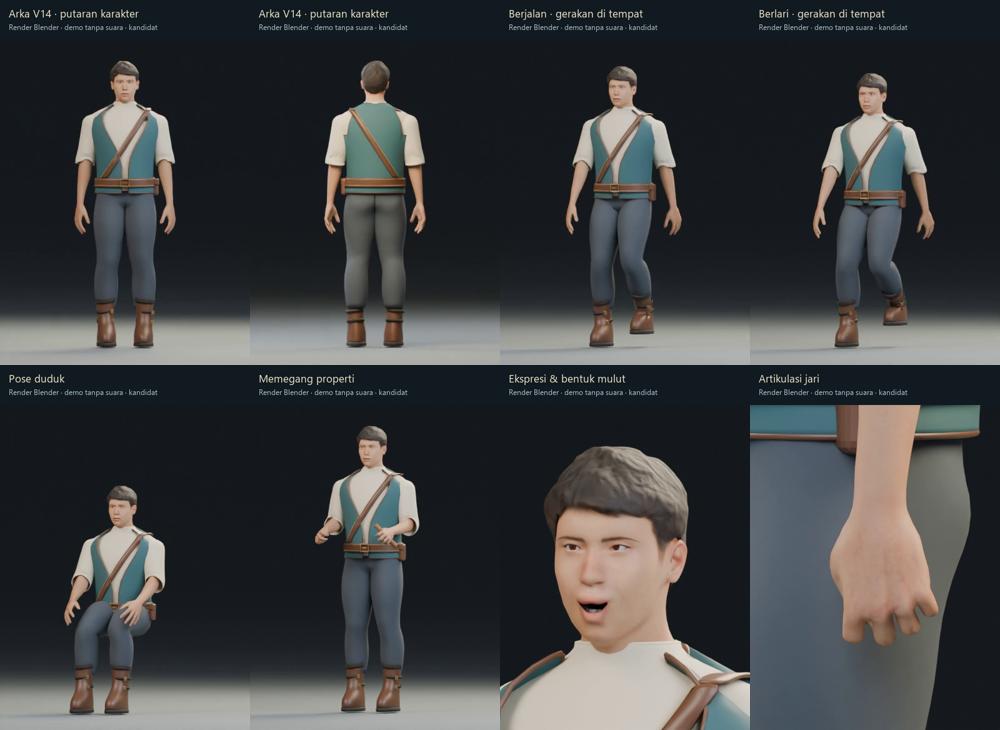 Arka V14 · putaran karakter
Render Blender · demo tanpa suara · kandidat
Arka V14 · putaran karakter
Render Blender · demo tanpa suara · kandidat
Berjalan · gerakan di tempat
Render Blender · demo tanpa suara · kandidat
Berlari · gerakan di tempat
Render Blender · demo tanpa suara · kandidat
Pose duduk
Render Blender · demo tanpa suara · kandidat
Memegang properti
Render Blender · demo tanpa suara · kandidat
Ekspresi & bentuk mulut
Render Blender · demo tanpa suara · kandidat
Artikulasi jari
Render Blender · demo tanpa suara · kandidat